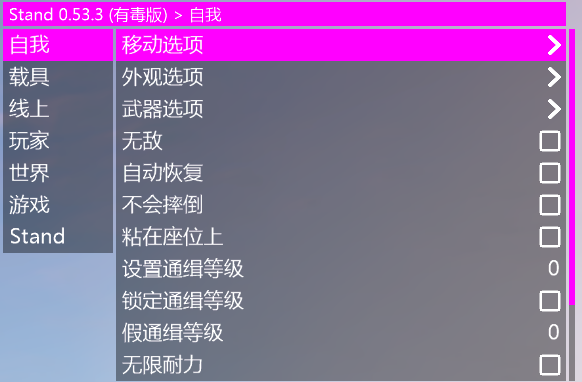 Stand 0.53.3 (有毒版) > 自我
自我
载具
线上
玩家
世界
游戏
Stand
移动选项
外观选项
武器选项
无敌
自动恢复
不会摔倒
粘在座位上
设置通缉等级 0
锁定通缉等级
假通缉等级 0
无限耐力